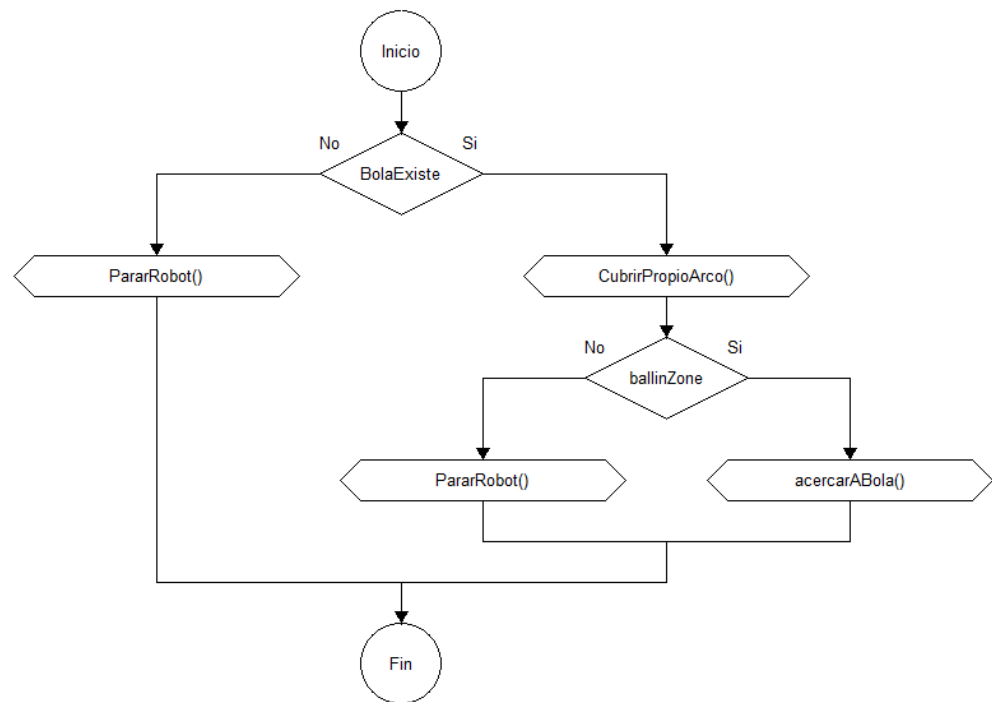 Inicio
No
Si
BolaExiste
PararRobot()
CubrirPropioArco()
No
Si
ballinZone
PararRobot()
acercarABola()
Fin